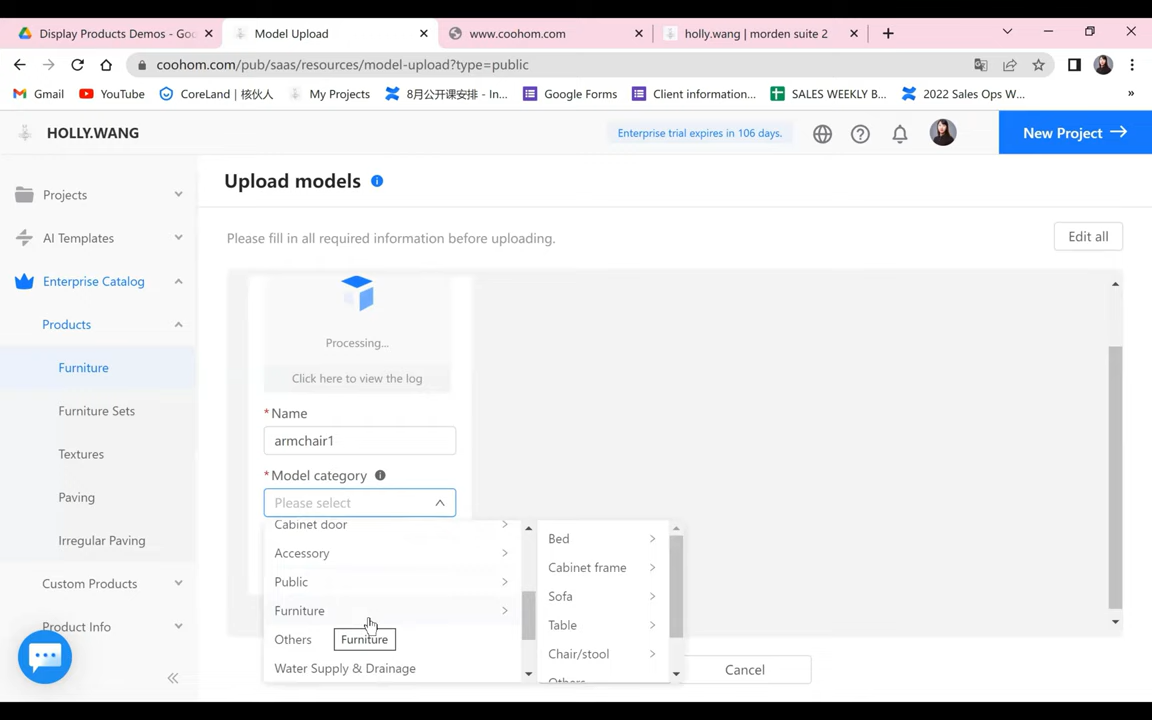 Display Products Demos - Goo
Model Upload
www.coohom.com
holly.wang | morden suite 2
coohom.com/pub/saas/resources/model-upload?type=public
Gmail
YouTube
CoreLand | 核伙人
My Projects
8月公开课安排 - In...
Google Forms
Client information...
SALES WEEKLY B...
2022 Sales Ops W...
»
HOLLY.WANG
Enterprise trial expires in 106 days.
New Project
Projects
Upload models
AI Templates
Please fill in all required information before uploading.
Edit all
Enterprise Catalog
Products
Processing...
Furniture
Click here to view the log
Furniture Sets
*Name
armchair1
Textures
*Model category
Paving
Please select
Cabinet door
Irregular Paving
Accessory
Public
Furniture
Others
Furniture
Water Supply & Drainage
Bed
Cabinet frame
Sofa
Table
Chair/stool
Others
Custom Products
Product Info
Cancel